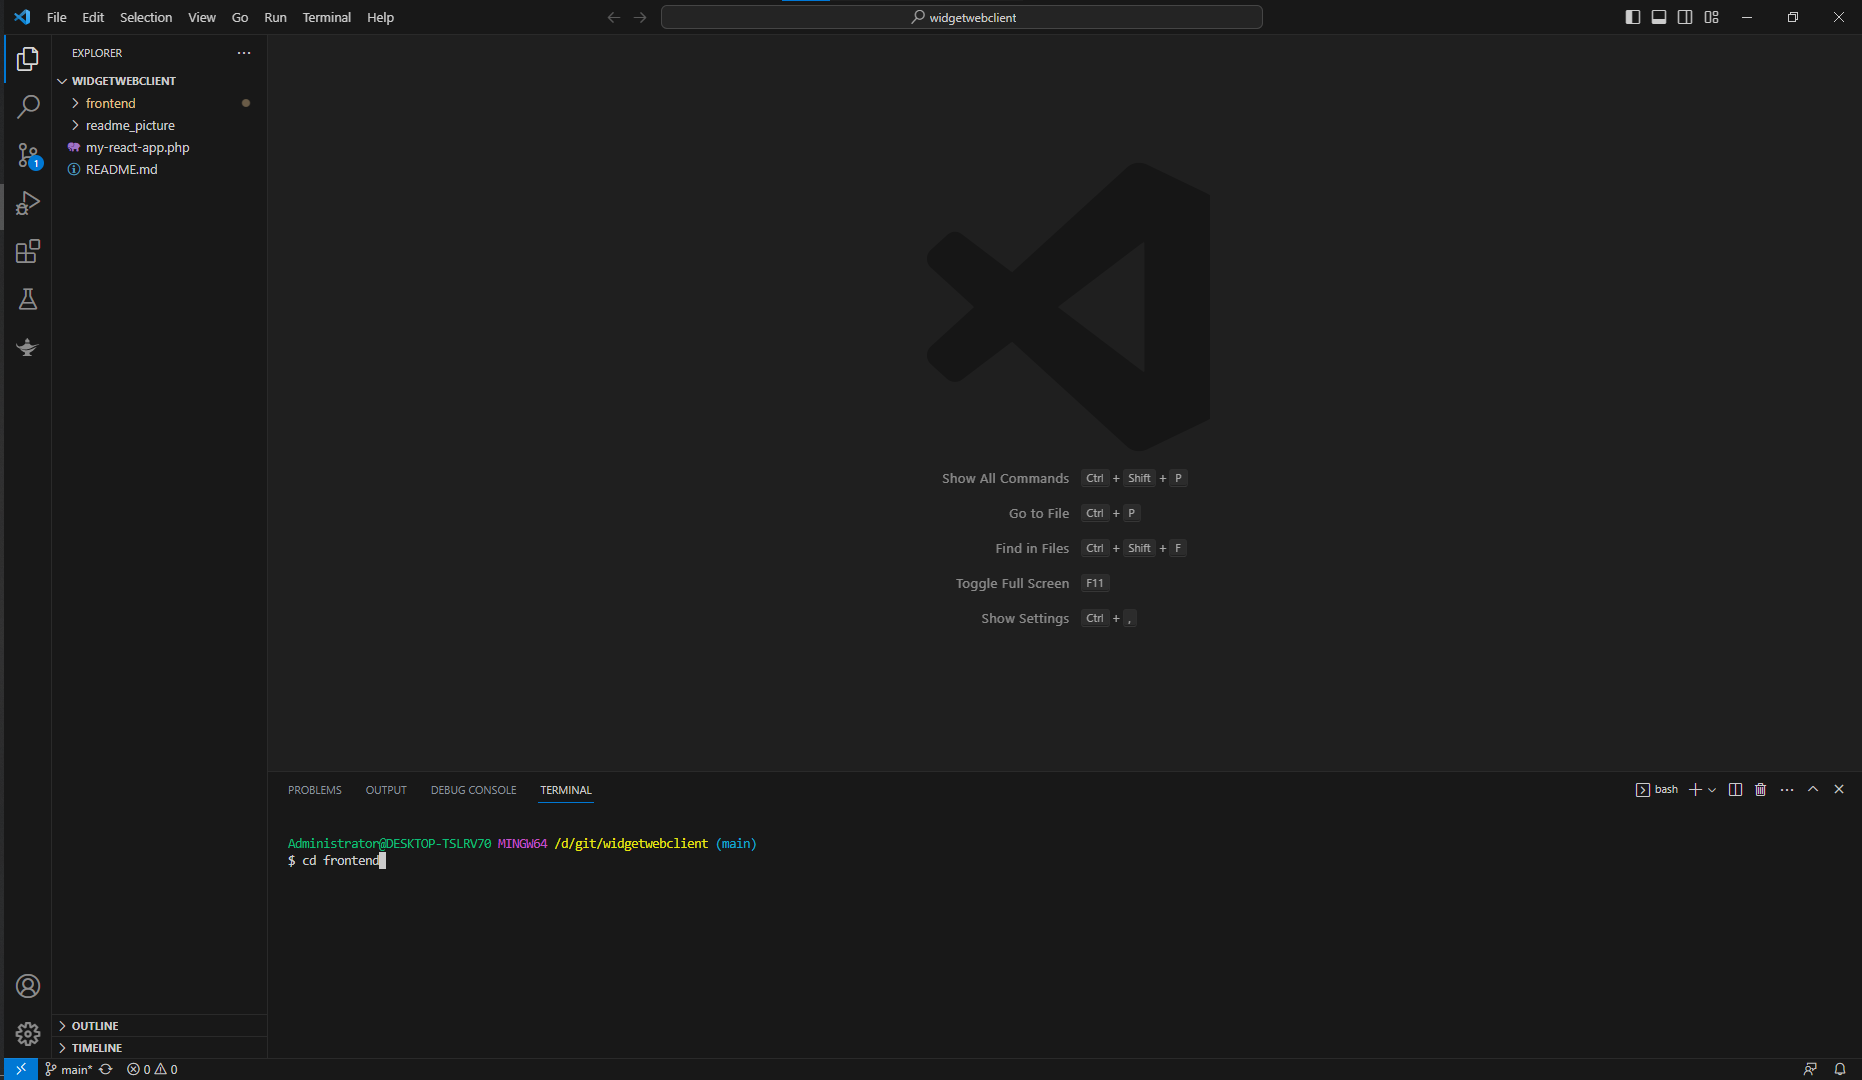 File Edit Selection View Go Run Terminal Help
widgetwebclient
EXPLORER
WIDGETWEBCLIENT
frontend
readme_picture
my-react-app.php
README.md
1
Show All Commands Ctrl + Shift + P
Go to File Ctrl + P
Find in Files Ctrl + Shift + F
Toggle Full Screen F11
Show Settings Ctrl + ,
PROBLEMS OUTPUT DEBUG CONSOLE TERMINAL
bash
Administrator@DESKTOP-TSLRV70 MINGW64 /d/git/widgetwebclient (main)
$ cd frontend
OUTLINE
TIMELINE
main* 0 0